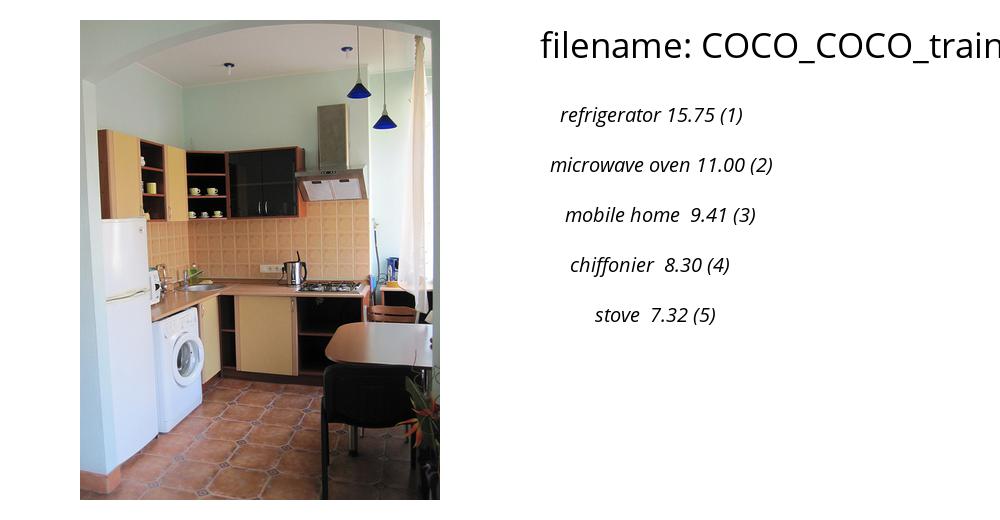 filename: COCO_COCO_train
refrigerator 15.75 (1)
microwave oven 11.00 (2)
mobile home 9.41 (3)
chiffonier 8.30 (4)
stove 7.32 (5)